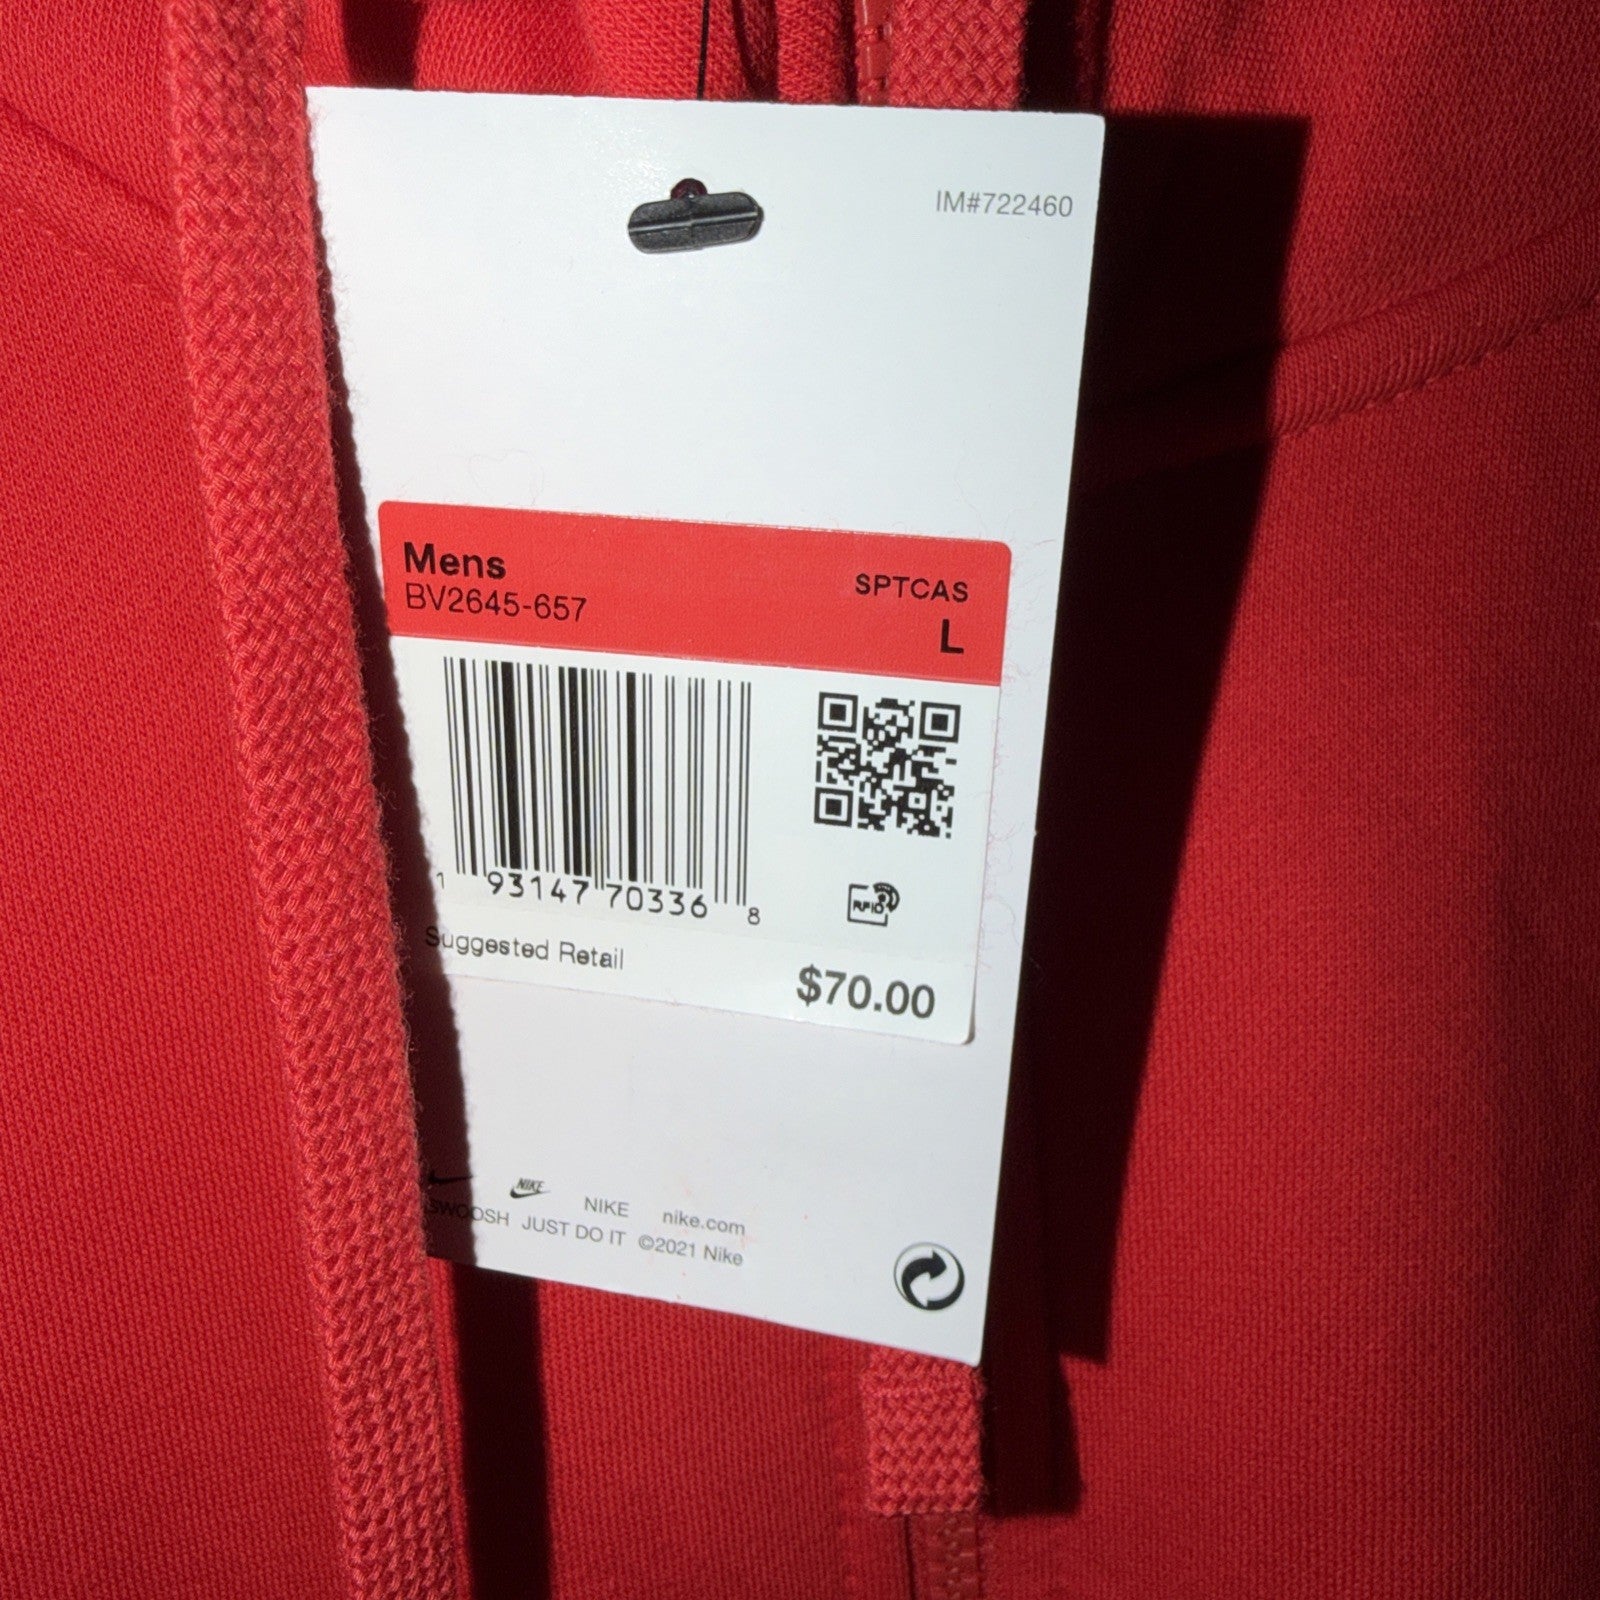 IM#722460
Mens
BV2645-657
SPTCAS
L
1 93147 70336 8
RFID
Suggested Retail
$70.00
NIKE
NIKE
nike.com
SWOOSH JUST DO IT ©2021 Nike